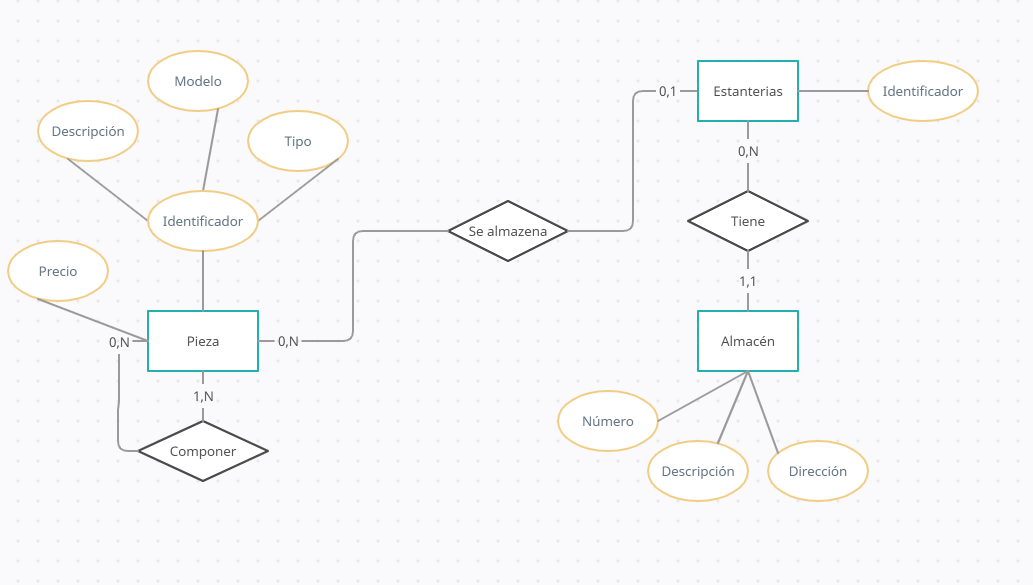 Modelo
Descripción
Tipo
Identificador
Precio
0,N
Pieza
0,N
1,N
Componer
Se almazena
0,1
Estanterias
Identificador
0,N
Tiene
1,1
Almacén
Número
Descripción
Dirección